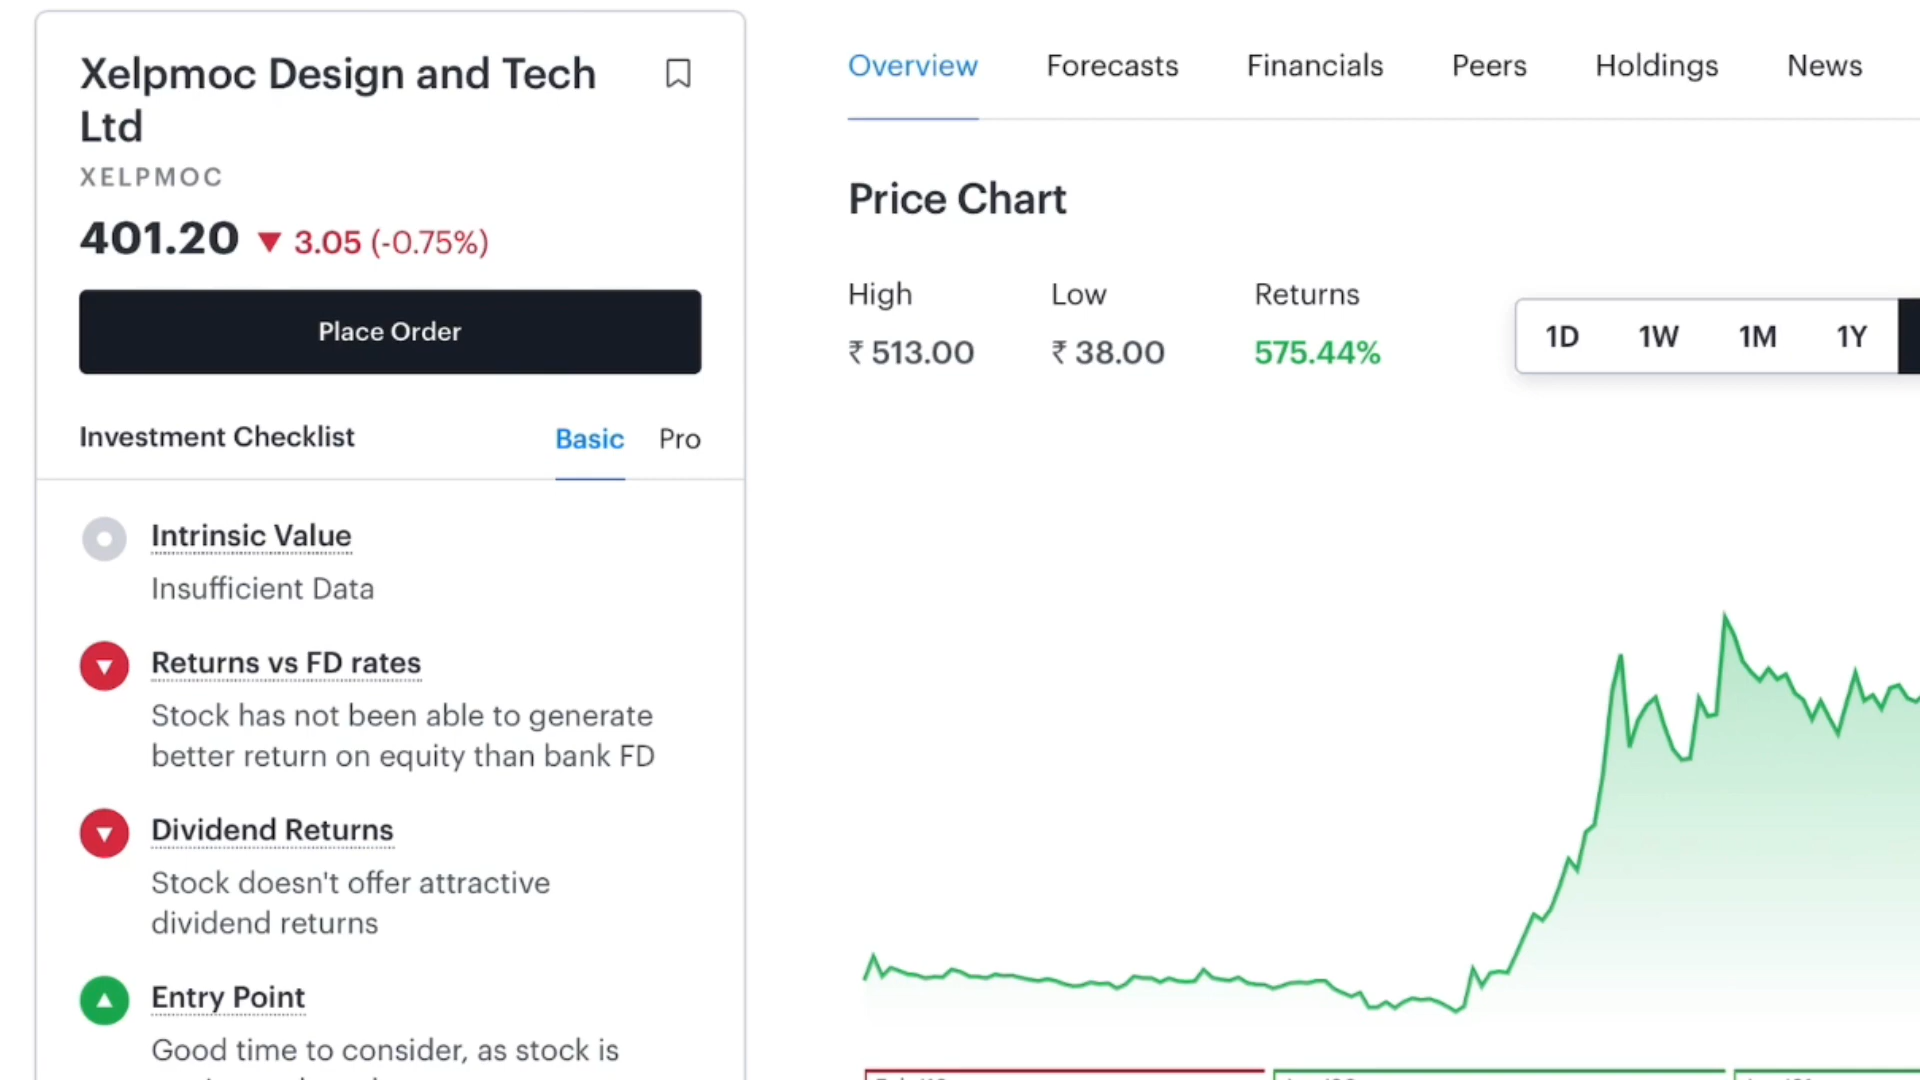 Xelpmoc Design and Tech
Ltd
XELPMOC
401.20 ▼ 3.05 (-0.75%)
Place Order
Investment Checklist
Basic
Pro
Intrinsic Value
Insufficient Data
Returns vs FD rates
Stock has not been able to generate
better return on equity than bank FD
Dividend Returns
Stock doesn't offer attractive
dividend returns
Entry Point
Good time to consider, as stock is
Overview
Forecasts
Financials
Peers
Holdings
News
Price Chart
High
Low
Returns
₹ 513.00
₹ 38.00
575.44%
1D
1W
1M
1Y